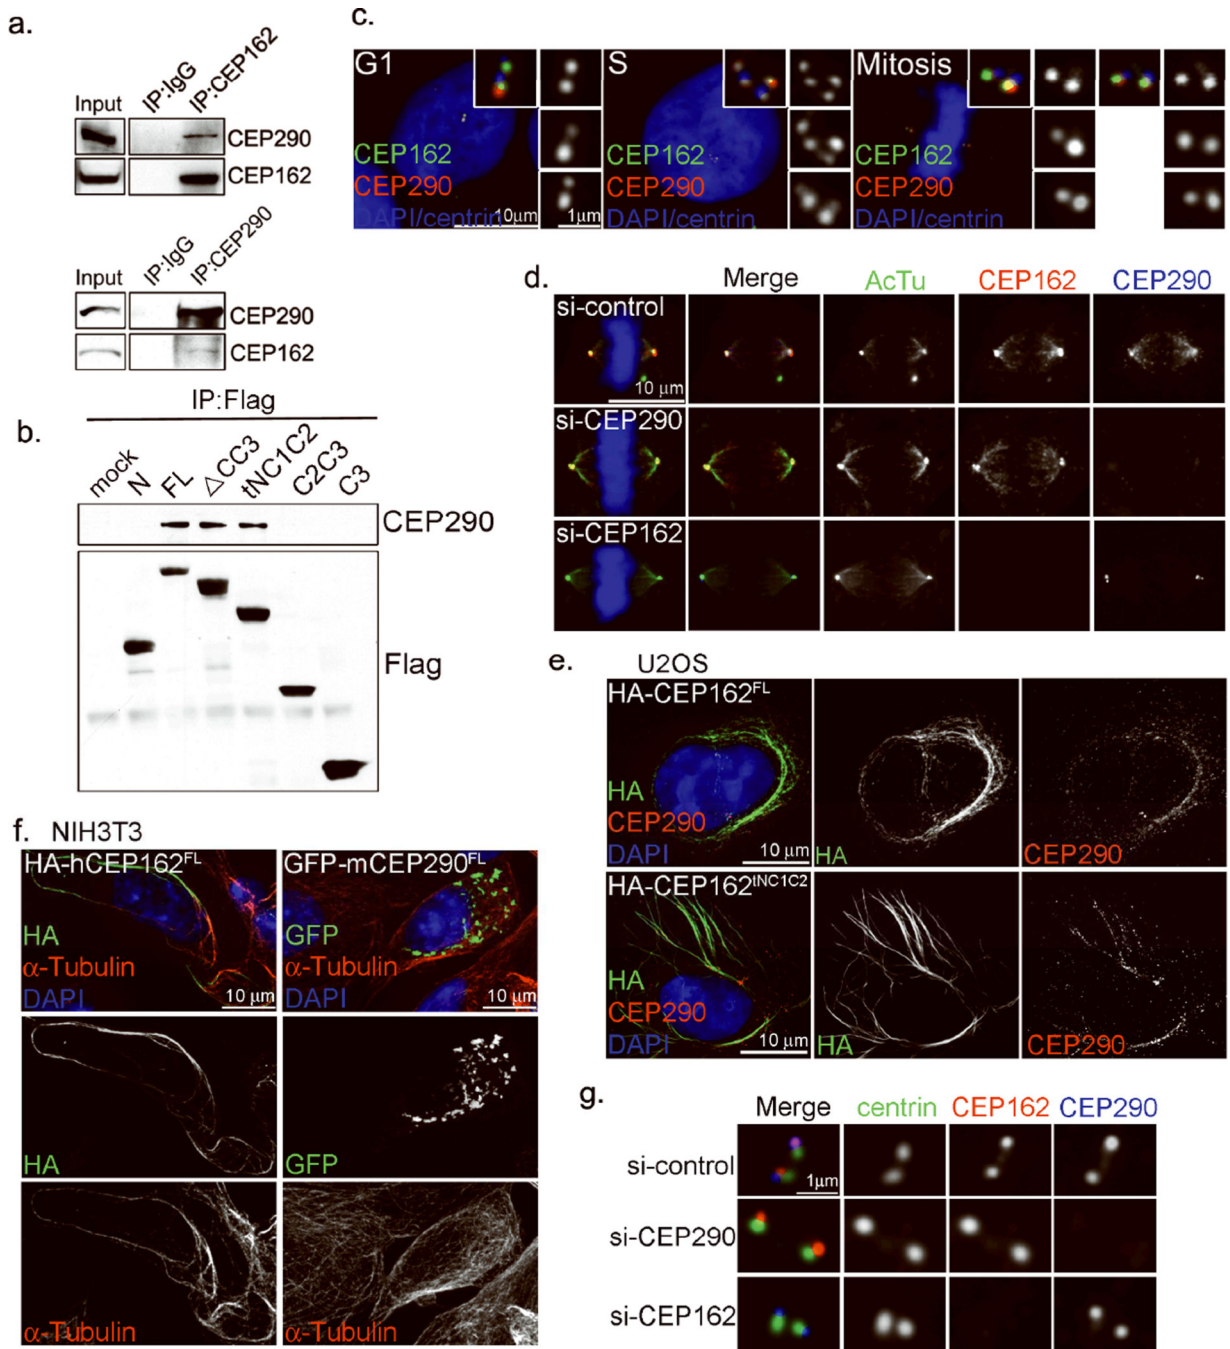 a.
Input
IP:IgG
IP:CEP162
CEP290
CEP162
Input
IP:IgG
IP:CEP290
CEP290
CEP162
b.
IP:Flag
mock
N
FL
△CC3
tNC1C2
C2C3
C3
CEP290
Flag
c.
G1
CEP162
CEP290
DAPI/centrin
10μm
1μm
S
CEP162
CEP290
DAPI/centrin
Mitosis
CEP162
CEP290
DAPI/centrin
d.
Merge
AcTu
CEP162
CEP290
si-control
10 μm
si-CEP290
si-CEP162
e.
U2OS
HA-CEP162FL
HA
CEP290
DAPI
10 μm
HA
CEP290
HA-CEP162tNC1C2
HA
CEP290
DAPI
10 μm
HA
CEP290
f.
NIH3T3
HA-hCEP162FL
HA
α-Tubulin
DAPI
10 μm
GFP-mCEP290FL
GFP
α-Tubulin
DAPI
10 μm
HA
GFP
α-Tubulin
α-Tubulin
g.
Merge
centrin
CEP162
CEP290
si-control
1μm
si-CEP290
si-CEP162